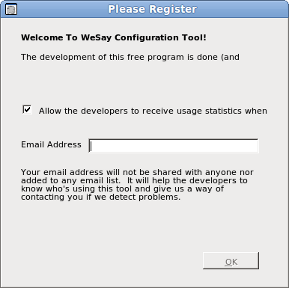 Please Register
Welcome To WeSay Configuration Tool!
The development of this free program is done (and
Allow the developers to receive usage statistics when
Email Address
Your email address will not be shared with anyone nor
added to any email list.  It will help the developers to
know who's using this tool and give us a way of
contacting you if we detect problems.
OK